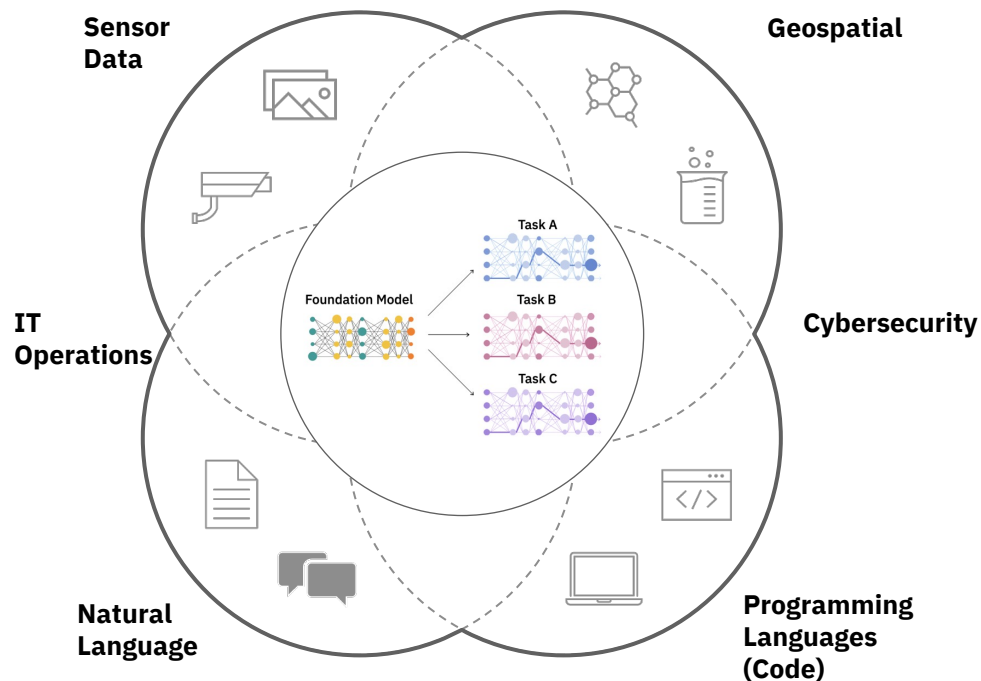 Sensor
Data
Geospatial
Task A
Foundation Model
Task B
IT
Operations
Cybersecurity
Task C
Natural
Language
Programming
Languages
(Code)